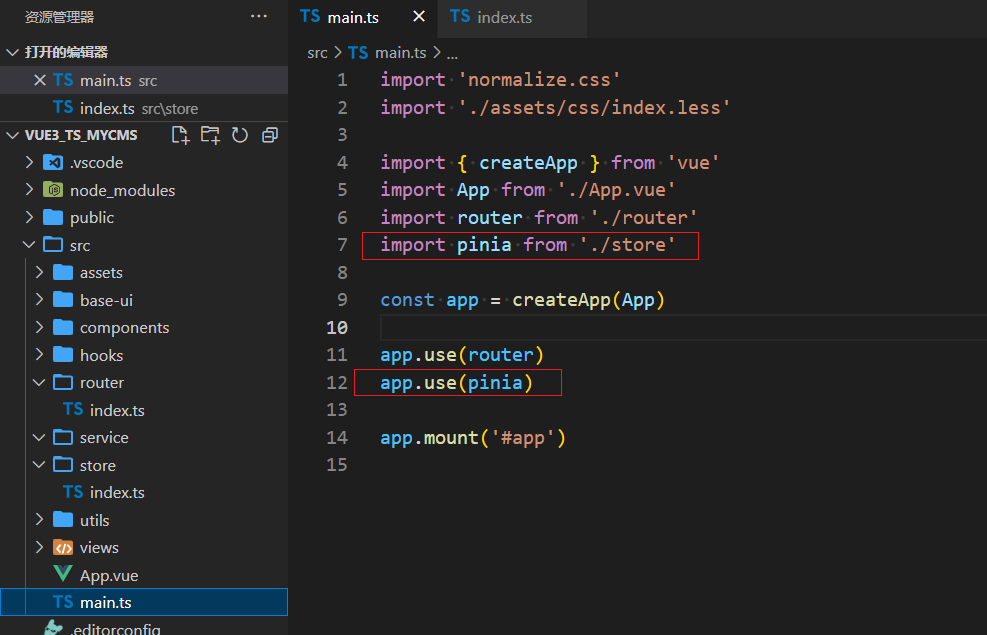 资源管理器 ···
TS main.ts × TS index.ts
打开的编辑器
src > TS main.ts > ...
× TS main.ts src
TS index.ts src\store
VUE3_TS_MYCMS
.vscode
node_modules
public
src
assets
base-ui
components
hooks
router
TS index.ts
service
store
TS index.ts
utils
views
App.vue
TS main.ts
.editorconfig
1 import 'normalize.css'
2 import './assets/css/index.less'
3
4 import { createApp } from 'vue'
5 import App from './App.vue'
6 import router from './router'
7 import pinia from './store'
8
9 const app = createApp(App)
10
11 app.use(router)
12 app.use(pinia)
13
14 app.mount('#app')
15